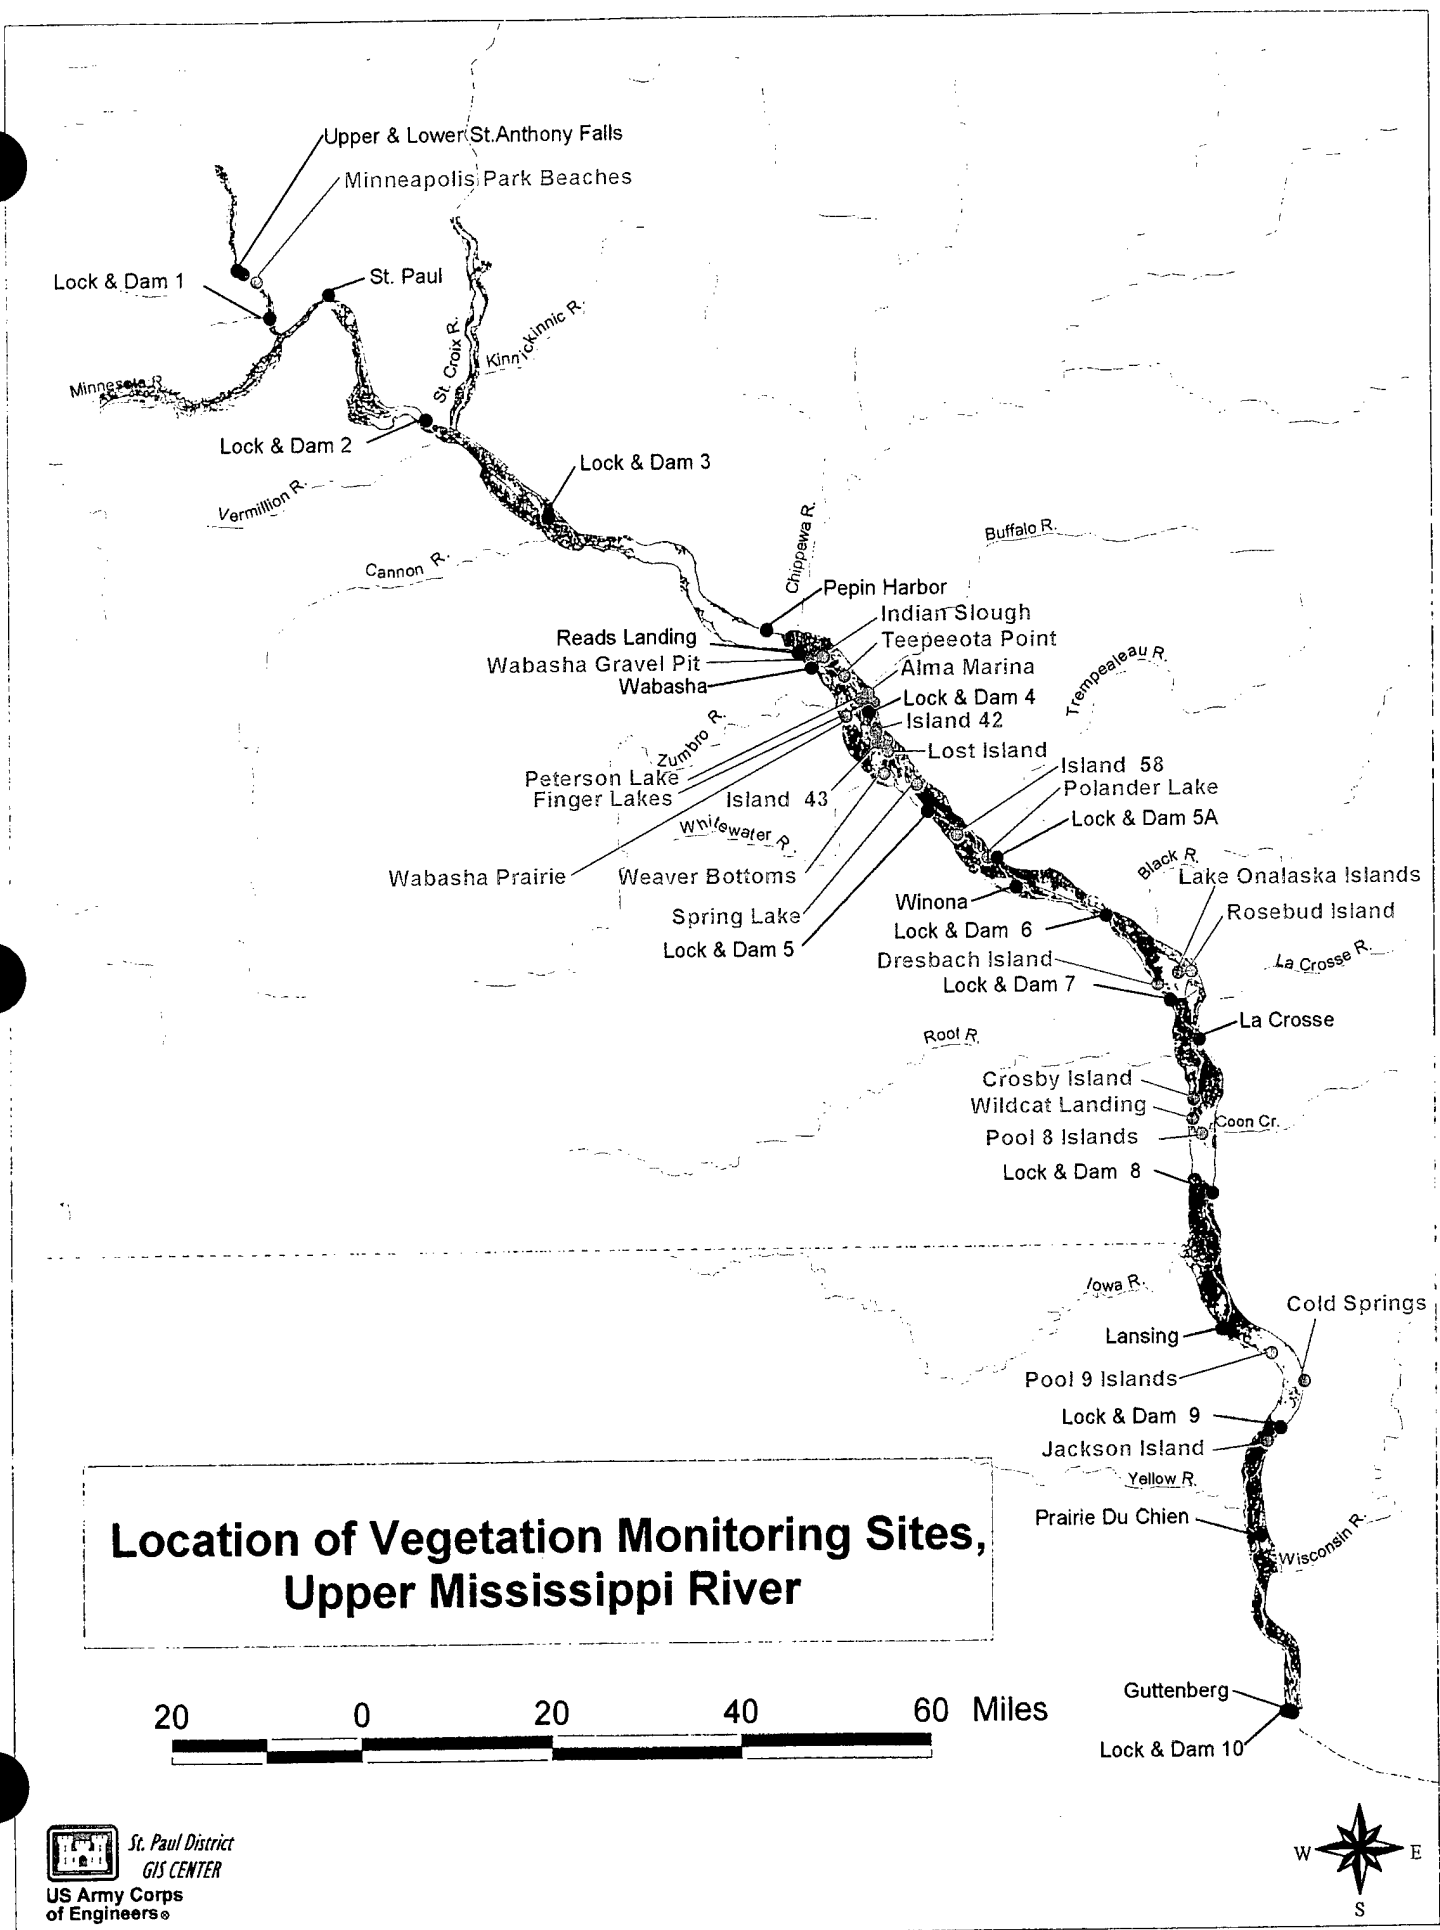 Upper & Lower St.Anthony Falls
Minneapolis Park Beaches
Lock & Dam 1
St. Paul
St. Croix R.
Kinnickinnic R.
Minnesota R.
Lock & Dam 2
Lock & Dam 3
Vermillion R.
Chippewa R.
Buffalo R.
Cannon R.
Pepin Harbor
Indian Slough
Reads Landing
Teepeeota Point
Wabasha Gravel Pit
Alma Marina
Wabasha
Trempealeau R.
Lock & Dam 4
Island 42
Zumbro R.
Lost Island
Island 58
Peterson Lake
Polander Lake
Finger Lakes
Island 43
Lock & Dam 5A
Whitewater R.
Black R.
Wabasha Prairie
Weaver Bottoms
Lake Onalaska Islands
Winona
Rosebud Island
Spring Lake
Lock & Dam 6
Lock & Dam 5
Dresbach Island
La Crosse R.
Lock & Dam 7
La Crosse
Root R.
Crosby Island
Wildcat Landing
Coon Cr.
Pool 8 Islands
Lock & Dam 8
Iowa R.
Cold Springs
Lansing
Pool 9 Islands
Lock & Dam 9
Jackson Island
Yellow R.
Prairie Du Chien
Wisconsin R.
Location of Vegetation Monitoring Sites,
Upper Mississippi River
Guttenberg
20 0 20 40 60 Miles
Lock & Dam 10
St. Paul District
GIS CENTER
US Army Corps
of Engineers®
W E
S